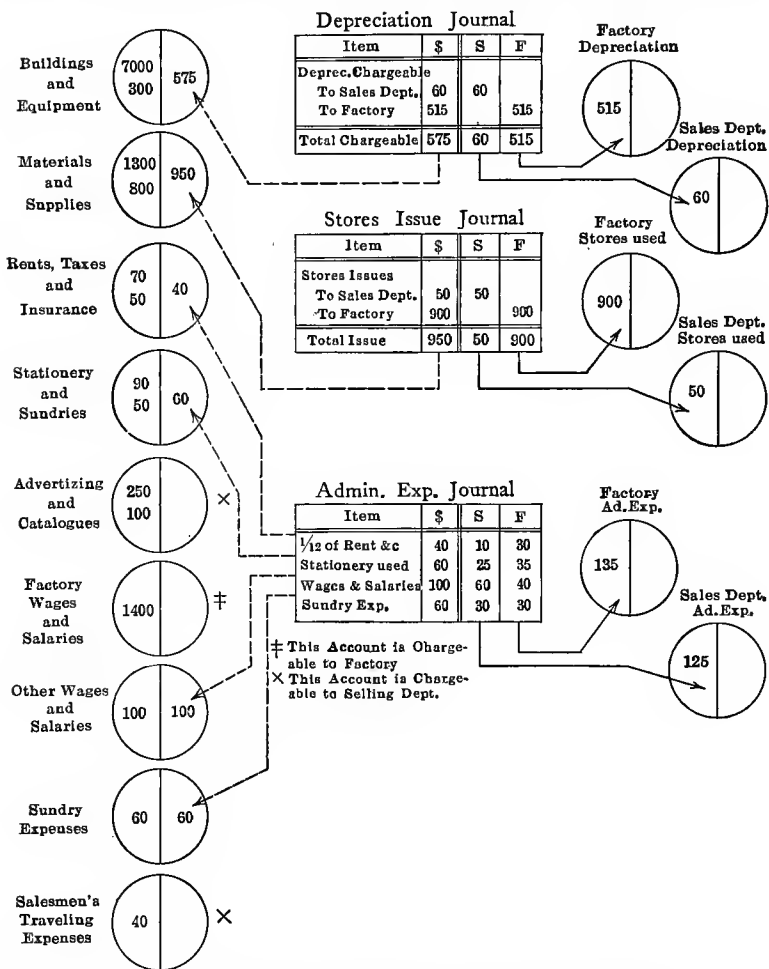 Buildings
and
Equipment
7000
300
575
Materials
and
Supplies
1300
800
950
Rents, Taxes
and
Insurance
70
50
40
Stationery
and
Sundries
90
50
60
Advertizing
and
Catalogues
250
100
×
Factory
Wages
and
Salaries
1400
‡
Other Wages
and
Salaries
100
100
Sundry
Expenses
60
60
Salesmen's
Traveling
Expenses
40
×
Depreciation Journal
Item $ S F
Deprec. Chargeable
To Sales Dept. 60 60
To Factory 515 515
Total Chargeable 575 60 515
Factory
Depreciation
515
Sales Dept.
Depreciation
60
Stores Issue Journal
Item $ S F
Stores Issues
To Sales Dept. 50 50
To Factory 900 900
Total Issue 950 50 900
Factory
Stores used
900
Sales Dept.
Stores used
50
Admin. Exp. Journal
Item $ S F
1/12 of Rent &c 40 10 30
Stationery used 60 25 35
Wages & Salaries 100 60 40
Sundry Exp. 60 30 30
‡ This Account is Charge-
able to Factory
× This Account is Charge-
able to Selling Dept.
Factory
Ad. Exp.
135
Sales Dept.
Ad. Exp.
125